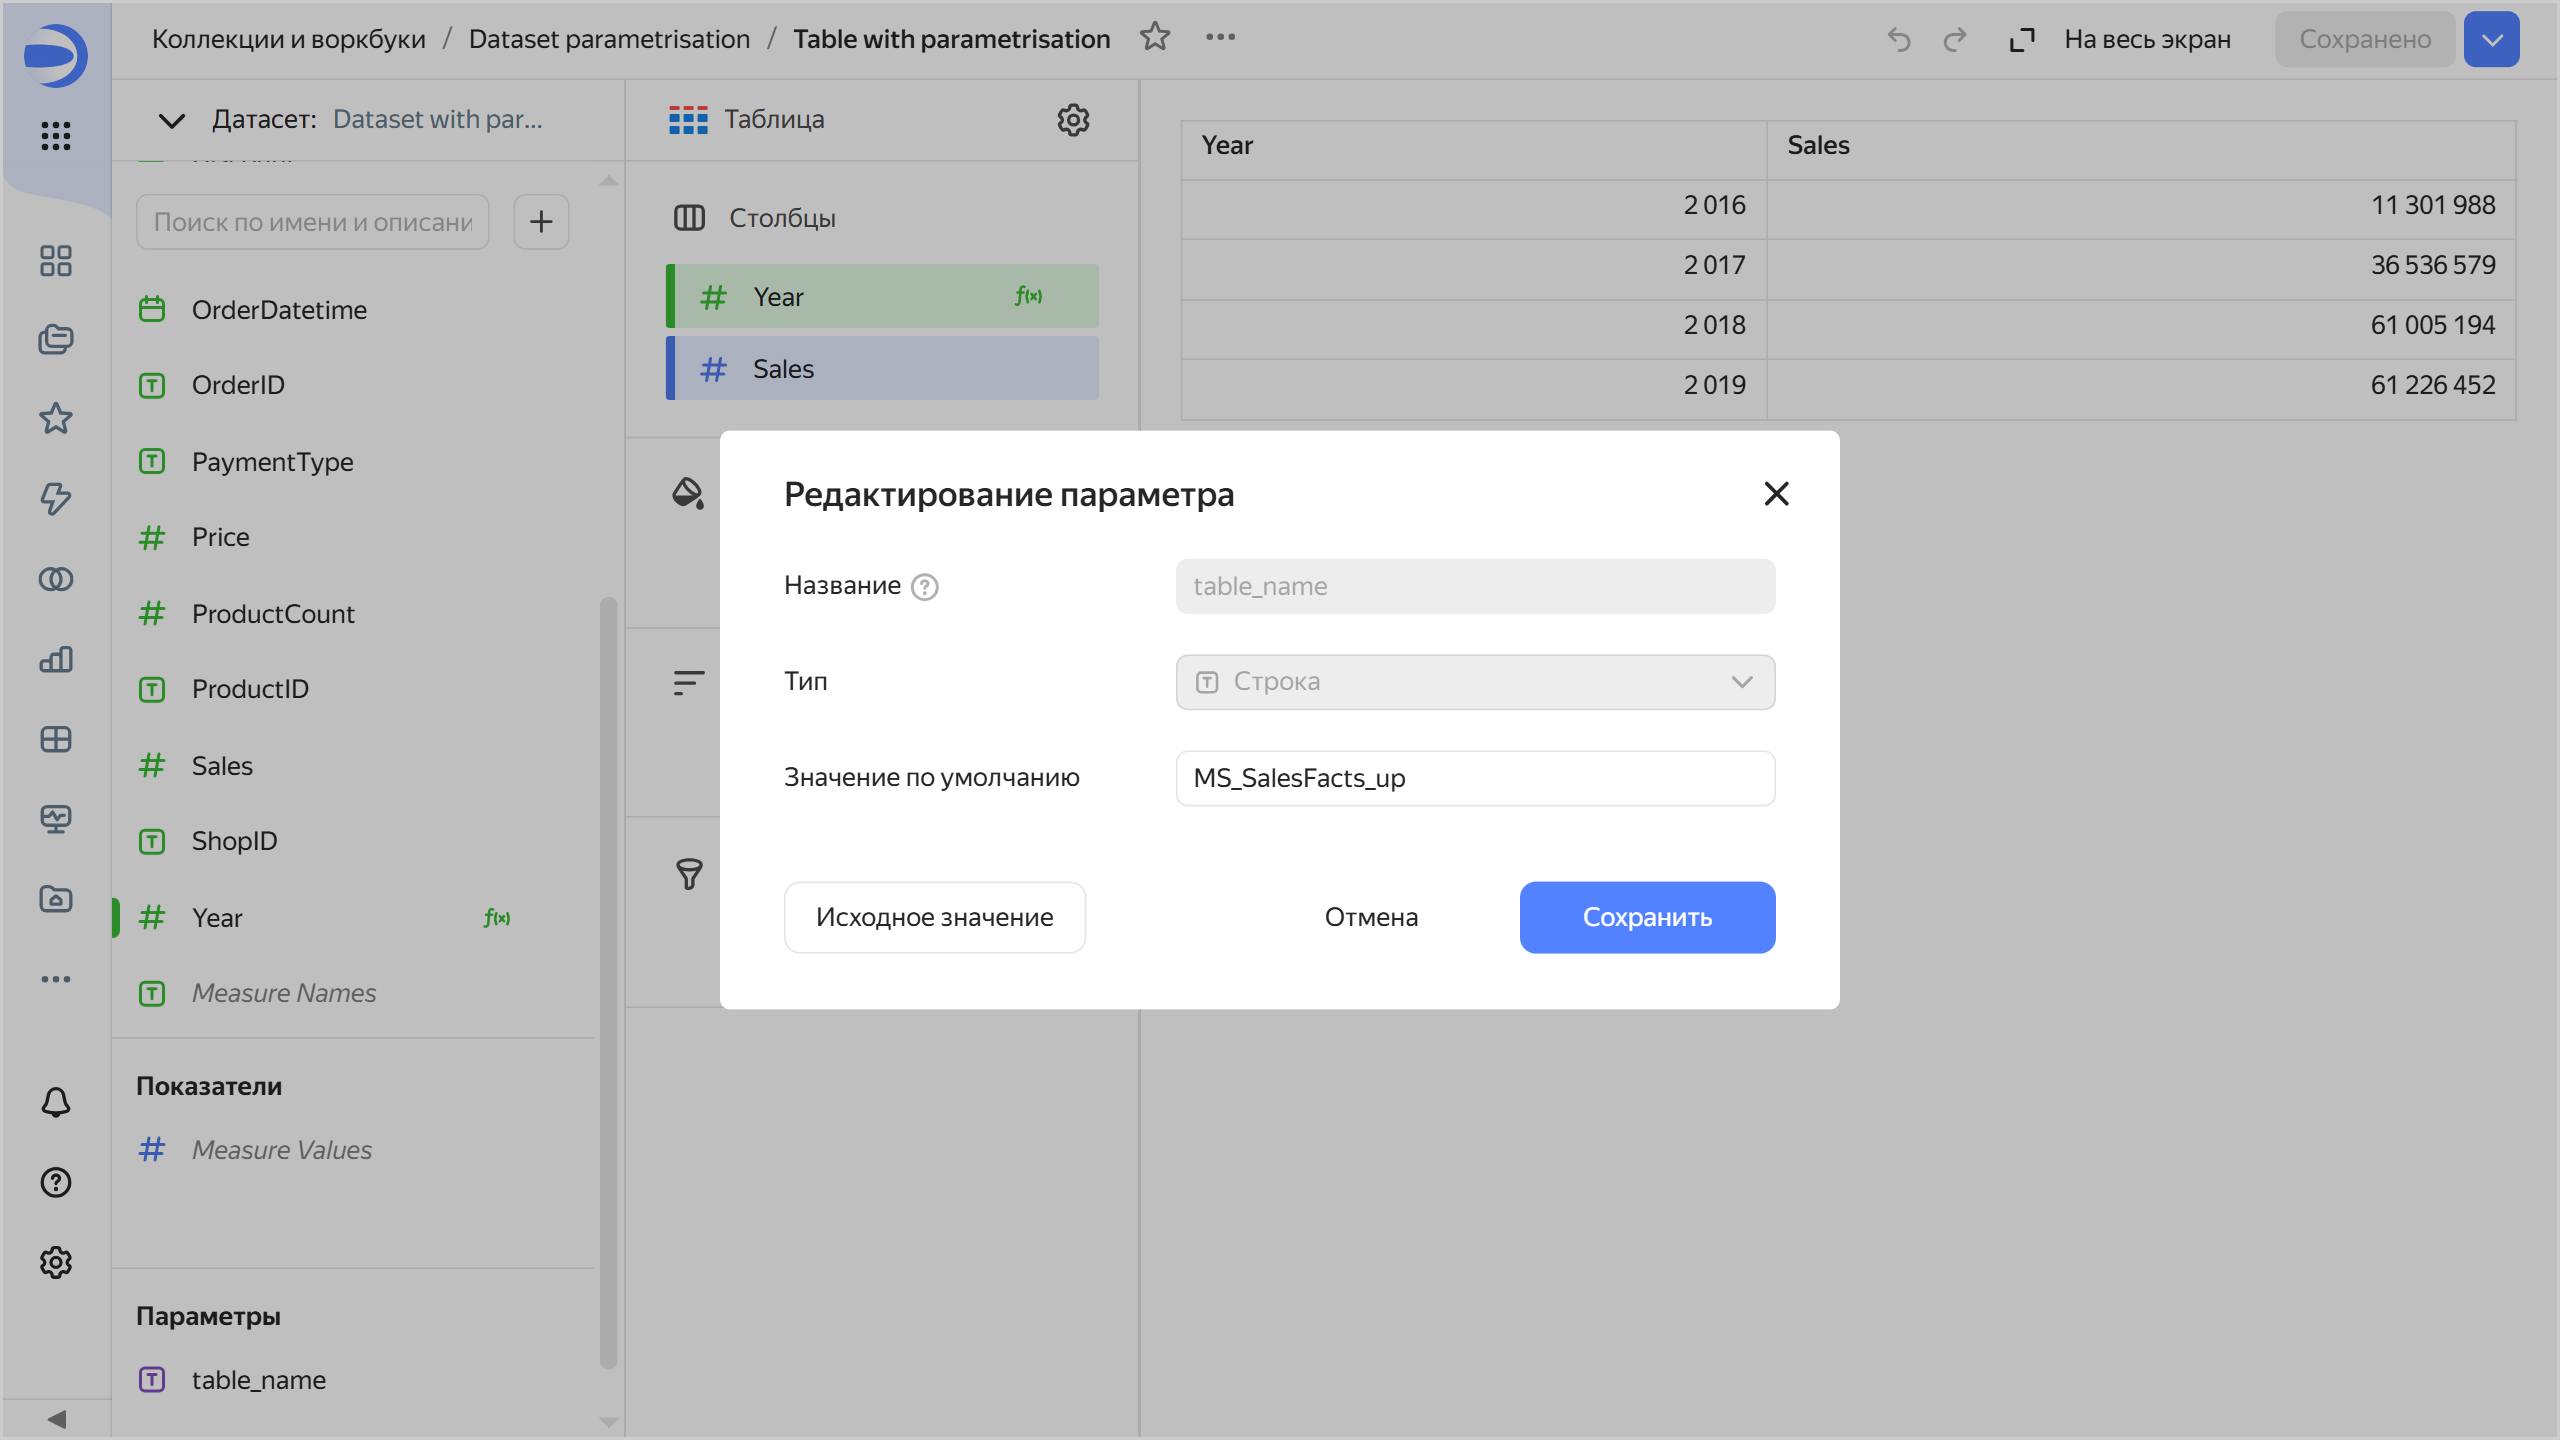 Коллекции и воркбуки / Dataset parametrisation / Table with parametrisation
На весь экран
Сохранено
Датасет: Dataset with par...
Поиск по имени и описани
OrderDatetime
OrderID
PaymentType
Price
ProductCount
ProductID
Sales
ShopID
Year f(x)
Measure Names
Показатели
Measure Values
Параметры
table_name
Таблица
Столбцы
Year f(x)
Sales
Year Sales
2 016 11 301 988
2 017 36 536 579
2 018 61 005 194
2 019 61 226 452
Редактирование параметра
Название table_name
Тип Строка
Значение по умолчанию MS_SalesFacts_up
Исходное значение Отмена Сохранить